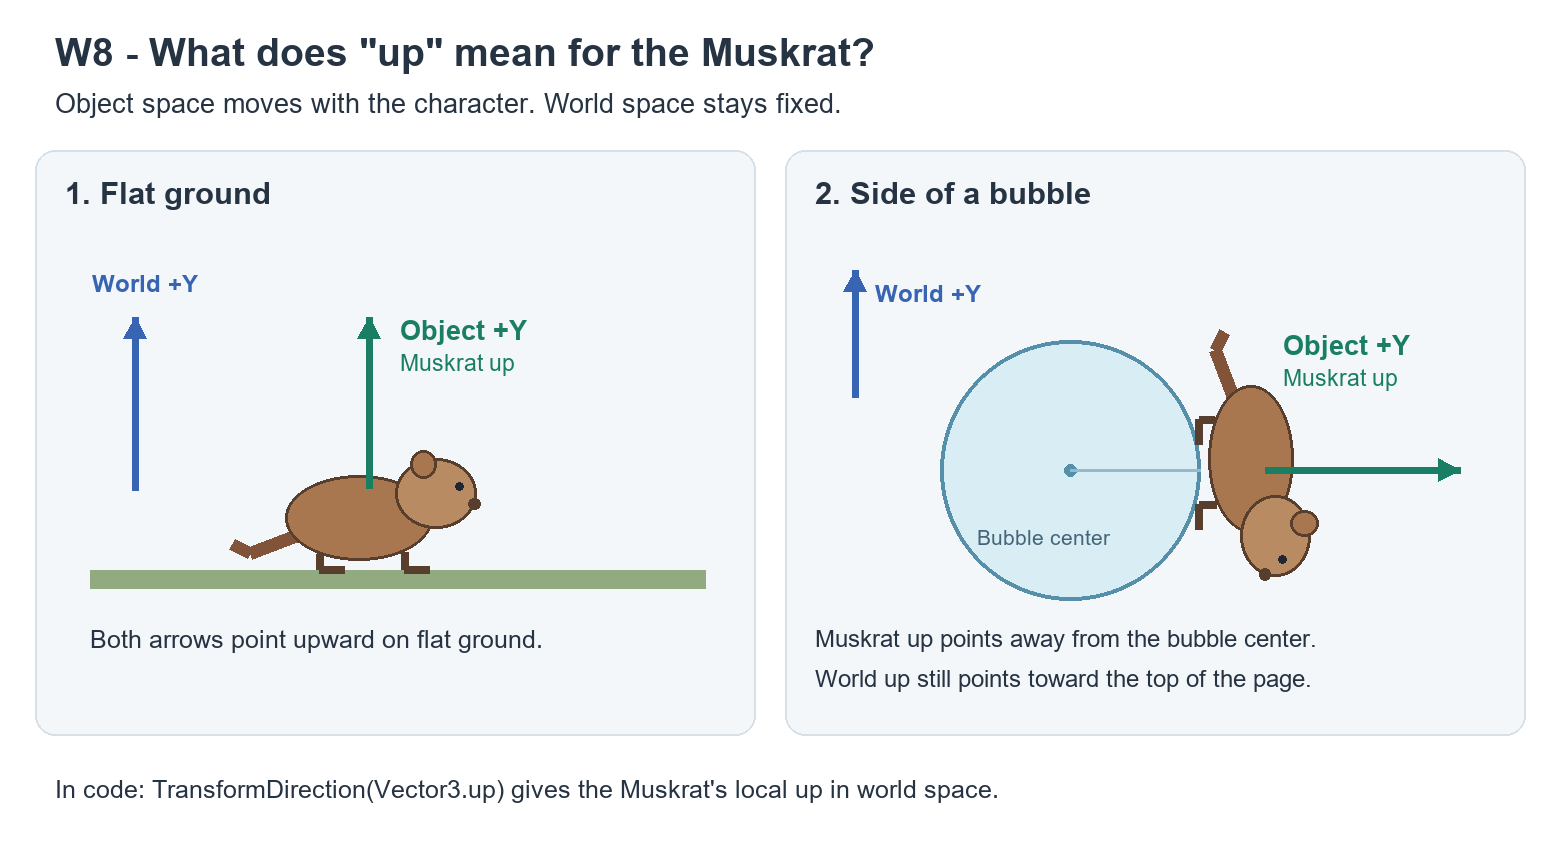 W8 - What does "up" mean for the Muskrat?
Object space moves with the character. World space stays fixed.
1. Flat ground
World +Y
Object +Y
Muskrat up
Both arrows point upward on flat ground.
2. Side of a bubble
World +Y
Object +Y
Muskrat up
Bubble center
Muskrat up points away from the bubble center.
World up still points toward the top of the page.
In code: TransformDirection(Vector3.up) gives the Muskrat's local up in world space.